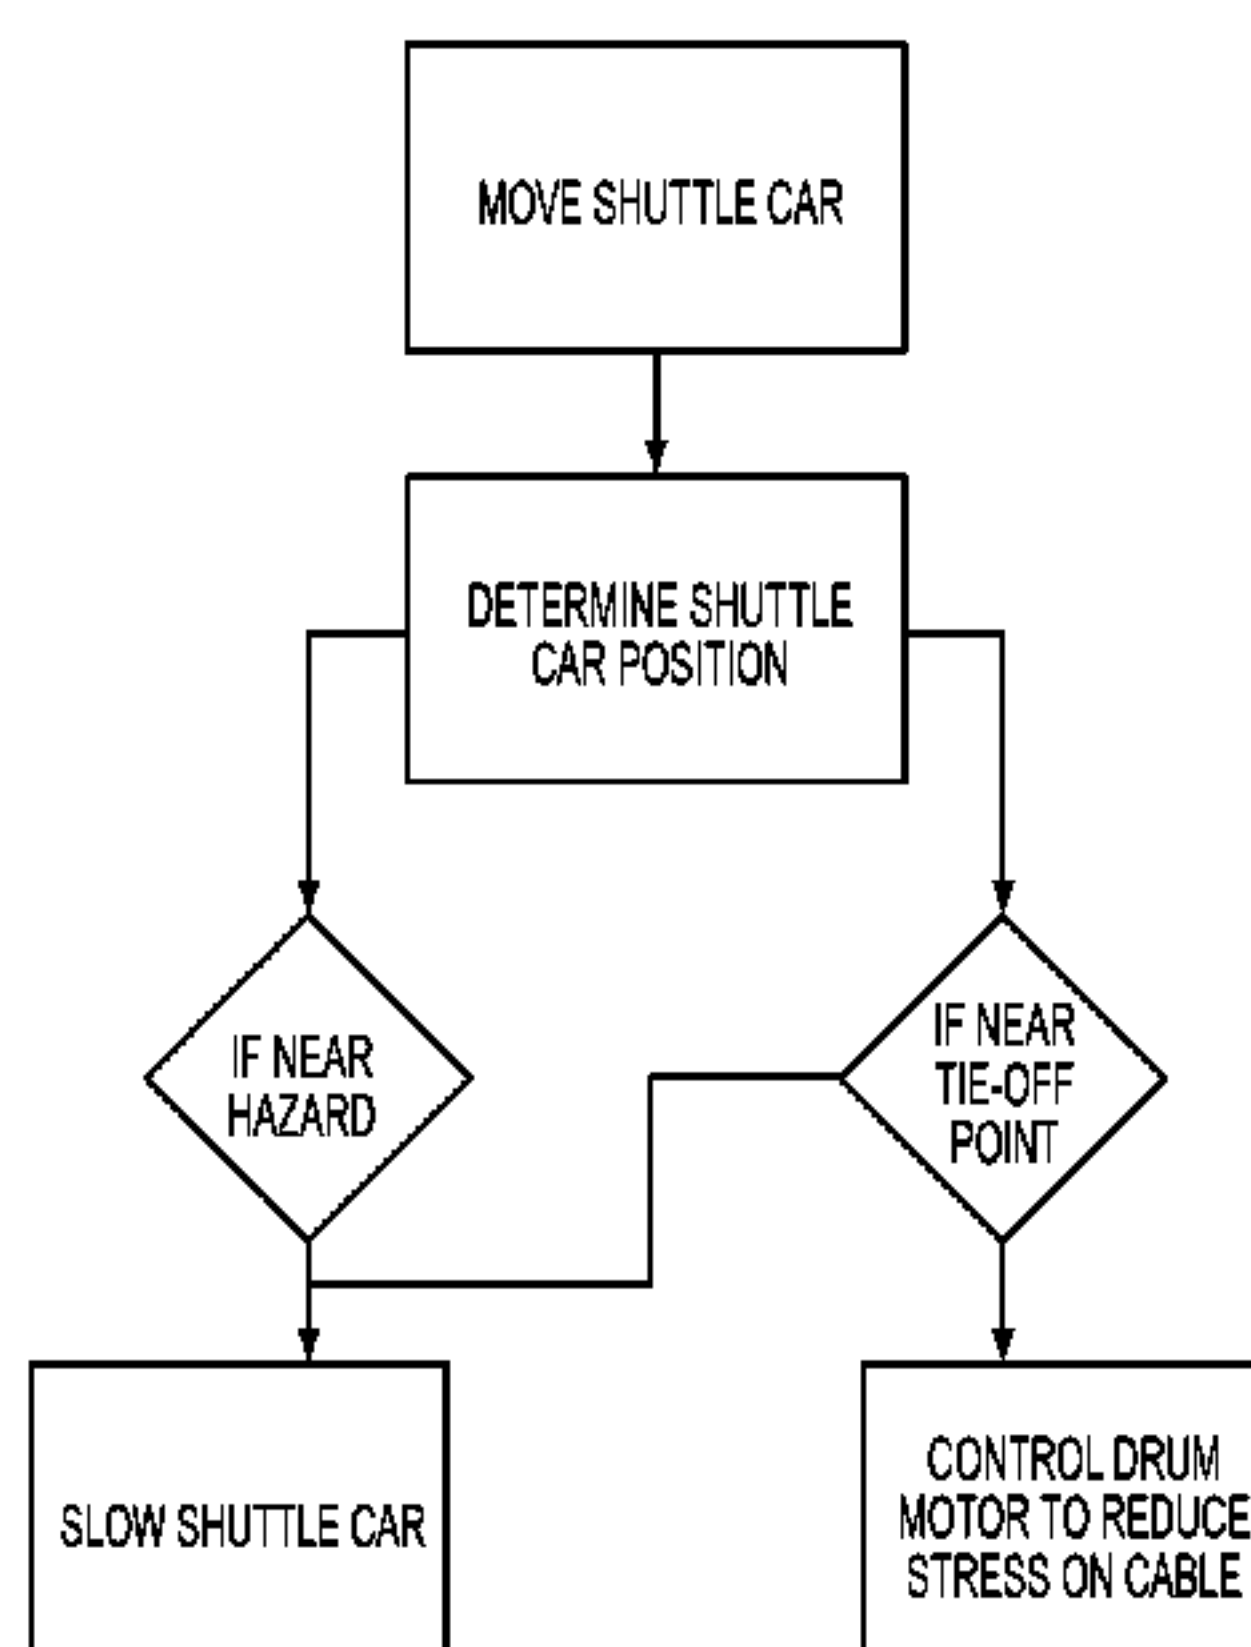 MOVE SHUTTLE CAR
DETERMINE SHUTTLE
CAR POSITION
IF NEAR
HAZARD
IF NEAR
TIE-OFF
POINT
SLOW SHUTTLE CAR
CONTROL DRUM
MOTOR TO REDUCE
STRESS ON CABLE